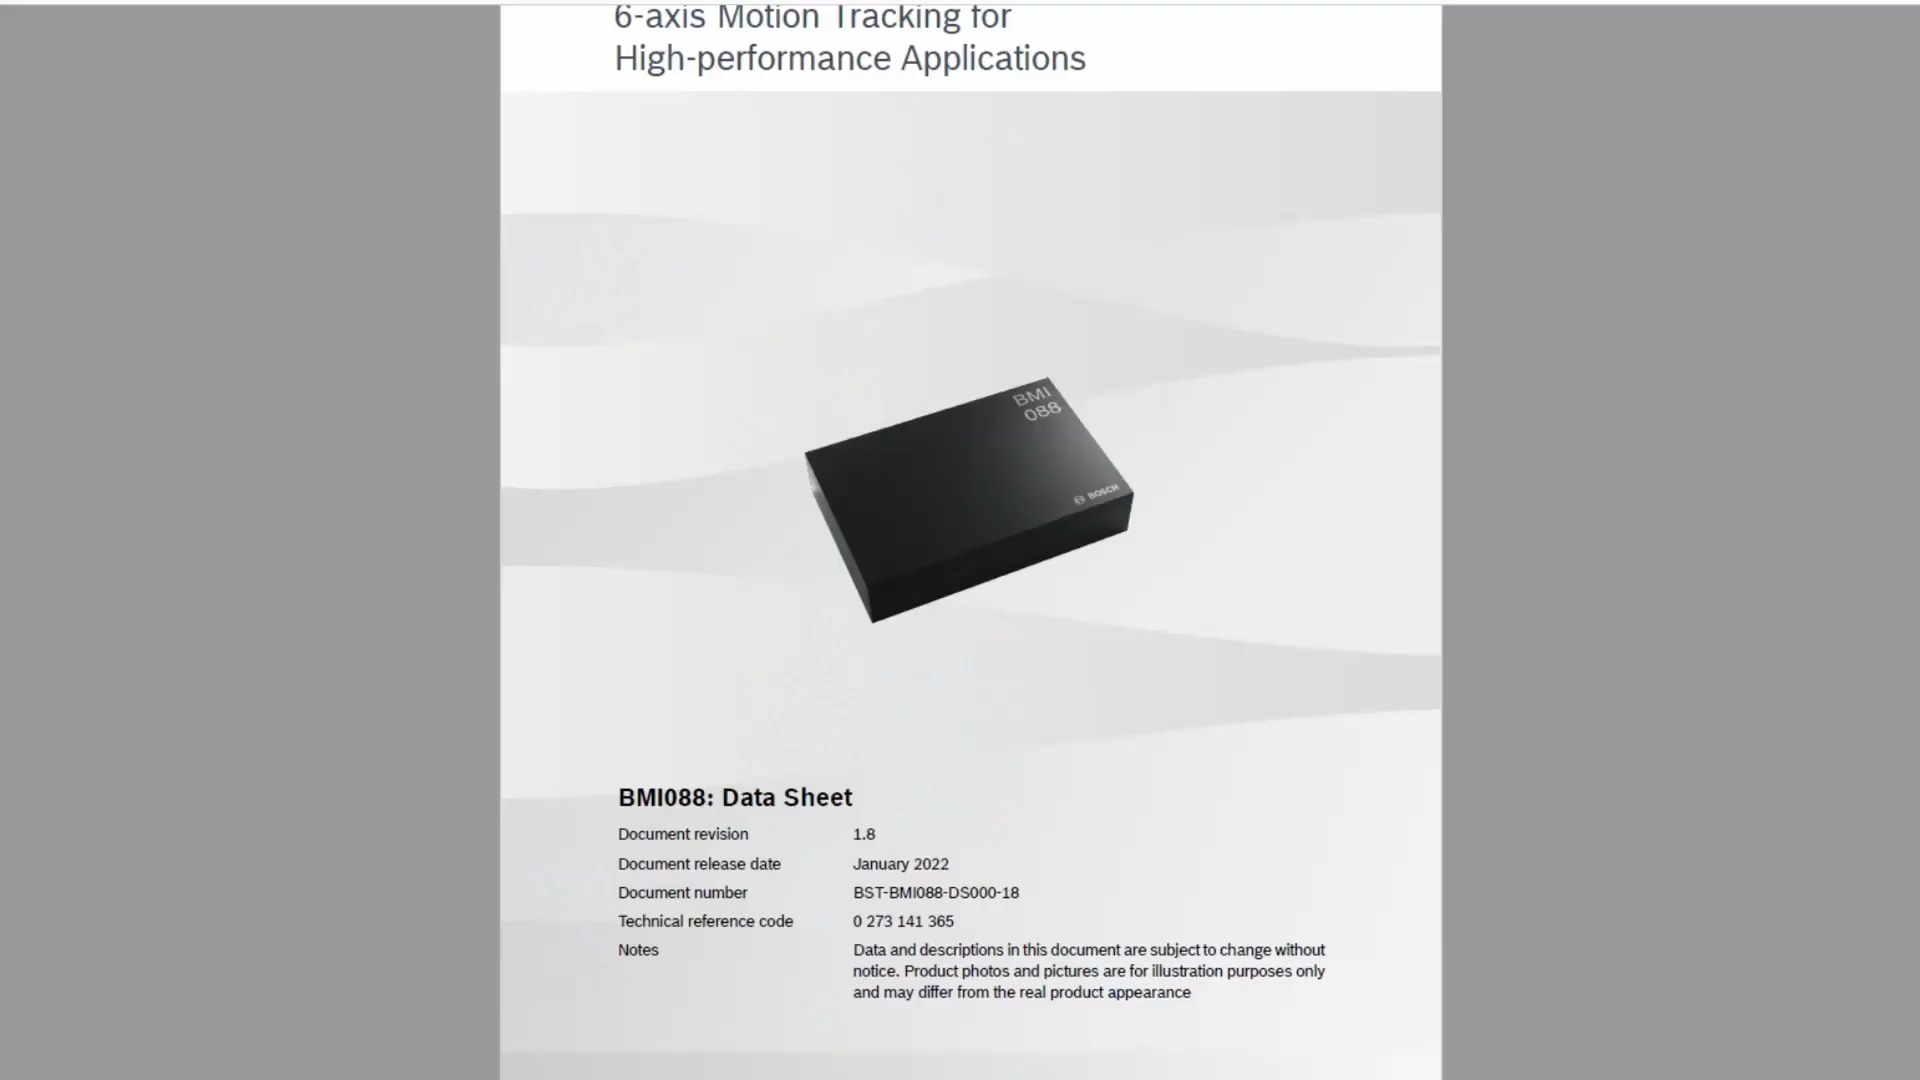 6-axis Motion Tracking for
High-performance Applications
BMI
088
BOSCH
BMI088: Data Sheet
Document revision 1.8
Document release date January 2022
Document number BST-BMI088-DS000-18
Technical reference code 0 273 141 365
Notes Data and descriptions in this document are subject to change without
notice. Product photos and pictures are for illustration purposes only
and may differ from the real product appearance